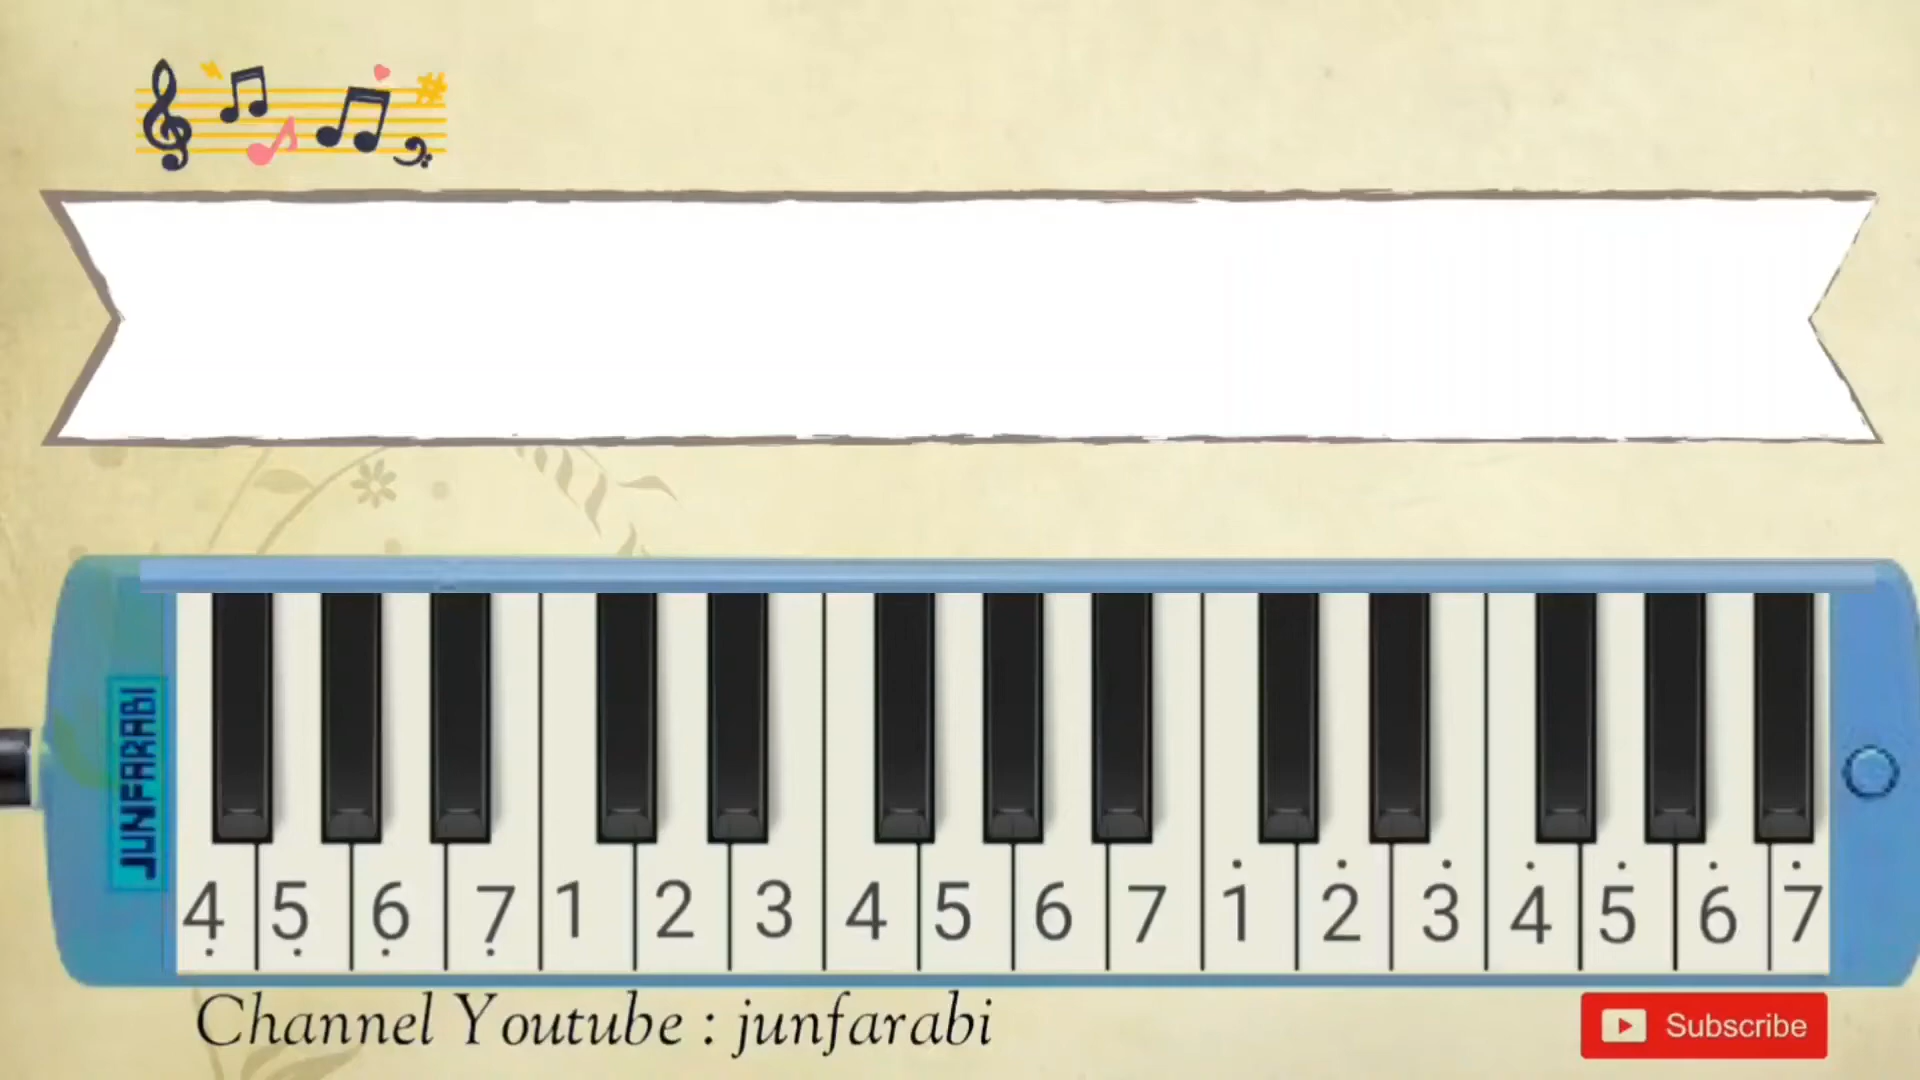 JUNFARABI
4̣ 5̣ 6̣ 7̣ 1 2 3 4 5 6 7 1̇ 2̇ 3̇ 4̇ 5̇ 6̇ 7̇
Channel Youtube : junfarabi
Subscribe